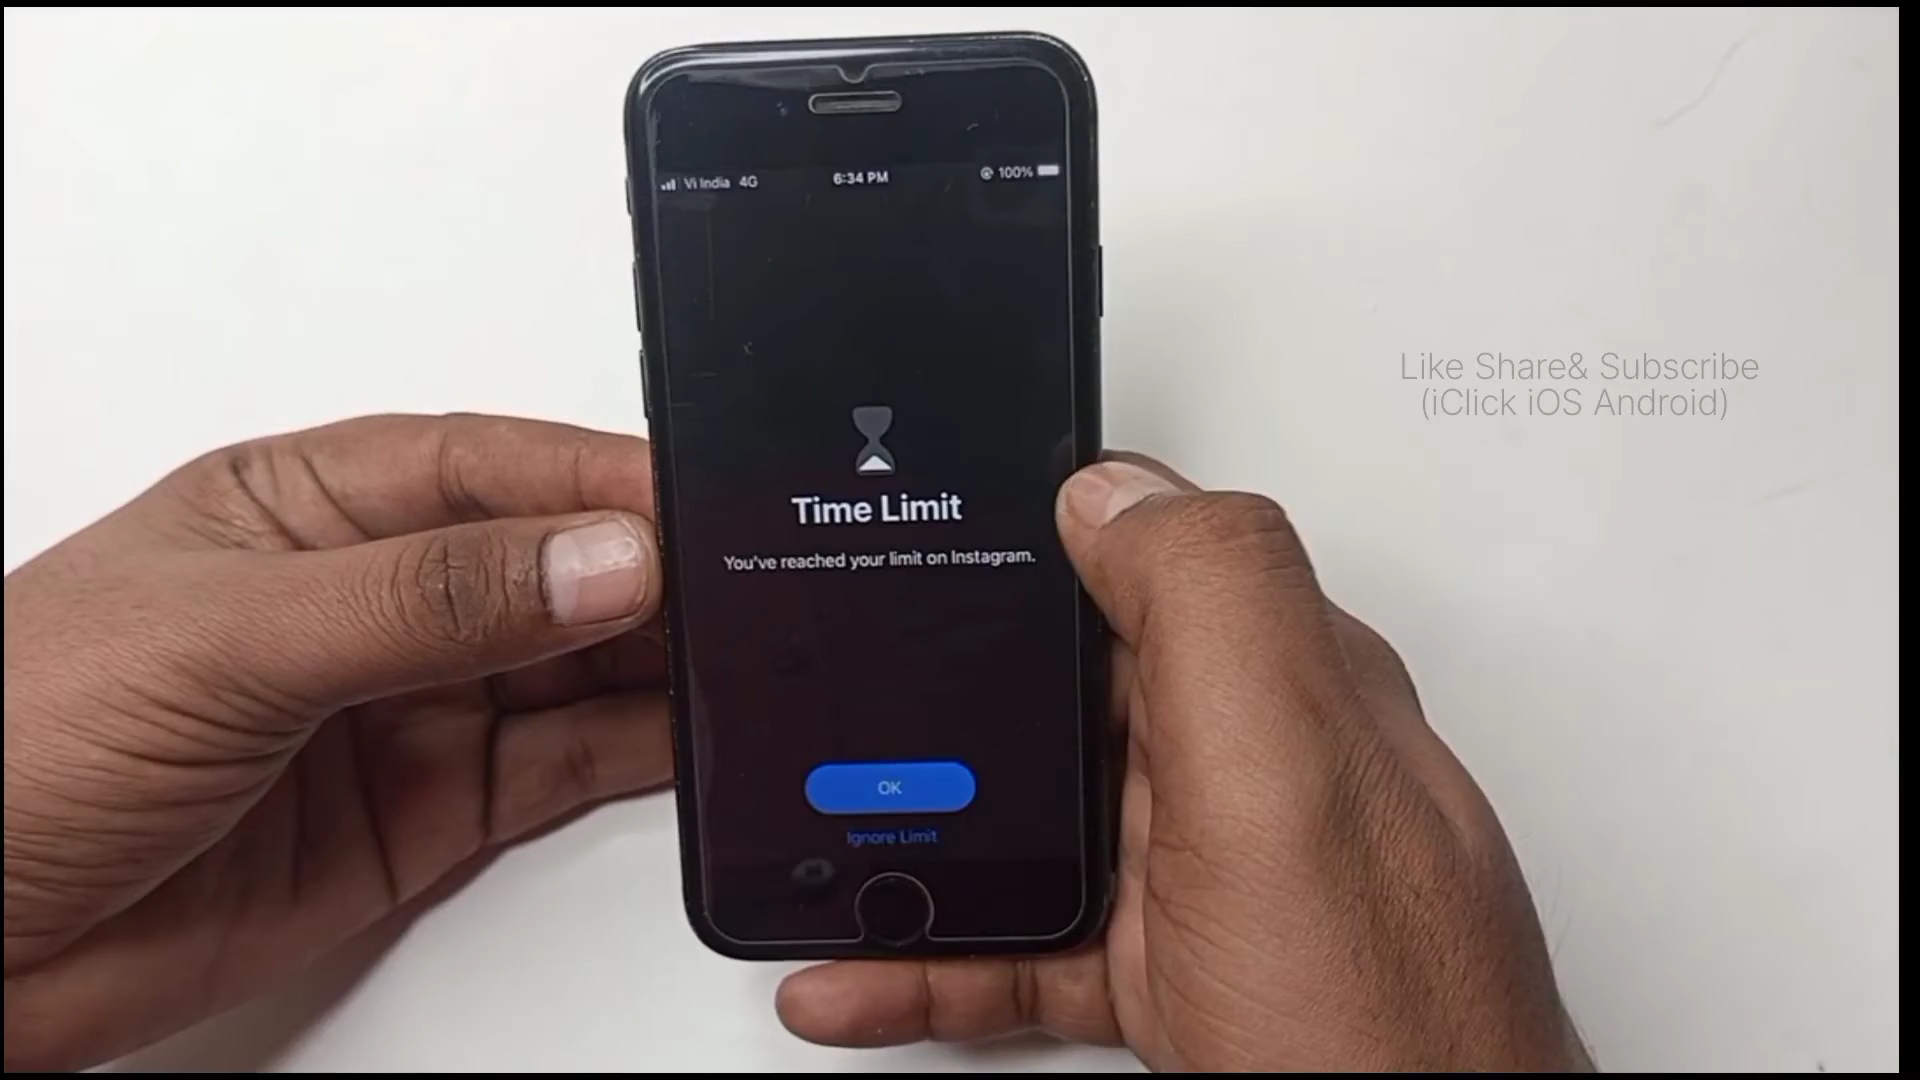 Vi India 4G 6:34 PM 100%
Time Limit
You've reached your limit on Instagram.
OK
Ignore Limit
Like Share& Subscribe
(iClick iOS Android)